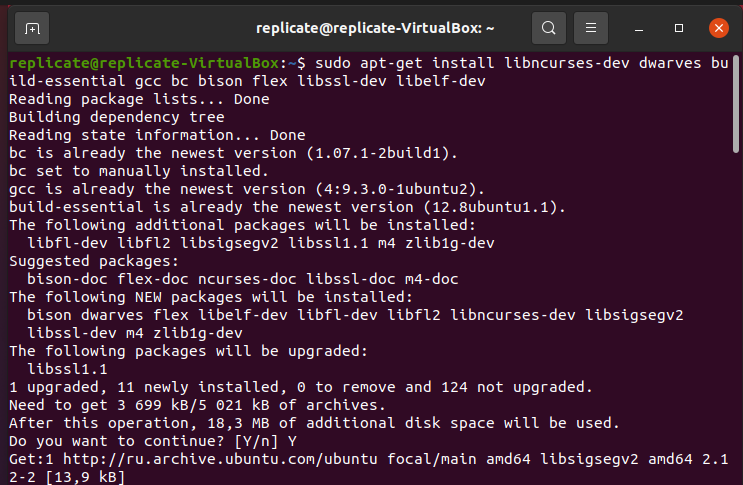 replicate@replicate-VirtualBox: ~
replicate@replicate-VirtualBox:~$ sudo apt-get install libncurses-dev dwarves bu
ild-essential gcc bc bison flex libssl-dev libelf-dev
Reading package lists... Done
Building dependency tree
Reading state information... Done
bc is already the newest version (1.07.1-2build1).
bc set to manually installed.
gcc is already the newest version (4:9.3.0-1ubuntu2).
build-essential is already the newest version (12.8ubuntu1.1).
The following additional packages will be installed:
  libfl-dev libfl2 libsigsegv2 libssl1.1 m4 zlib1g-dev
Suggested packages:
  bison-doc flex-doc ncurses-doc libssl-doc m4-doc
The following NEW packages will be installed:
  bison dwarves flex libelf-dev libfl-dev libfl2 libncurses-dev libsigsegv2
  libssl-dev m4 zlib1g-dev
The following packages will be upgraded:
  libssl1.1
1 upgraded, 11 newly installed, 0 to remove and 124 not upgraded.
Need to get 3 699 kB/5 021 kB of archives.
After this operation, 18,3 MB of additional disk space will be used.
Do you want to continue? [Y/n] Y
Get:1 http://ru.archive.ubuntu.com/ubuntu focal/main amd64 libsigsegv2 amd64 2.1
2-2 [13,9 kB]